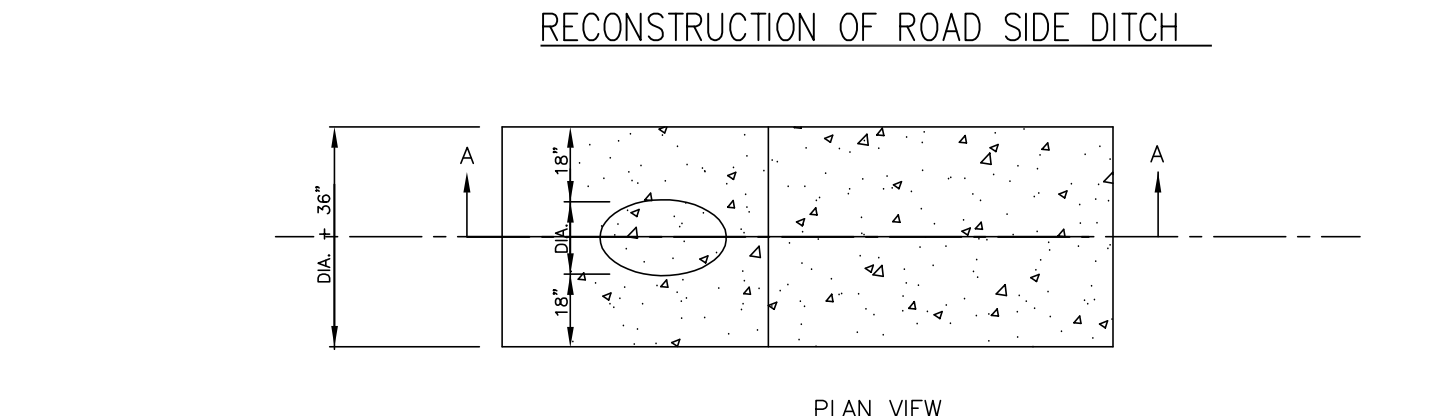 RECONSTRUCTION OF ROAD SIDE DITCH
A
A
18"
DIA. + 36"
DIA.
18"
PLAN VIEW